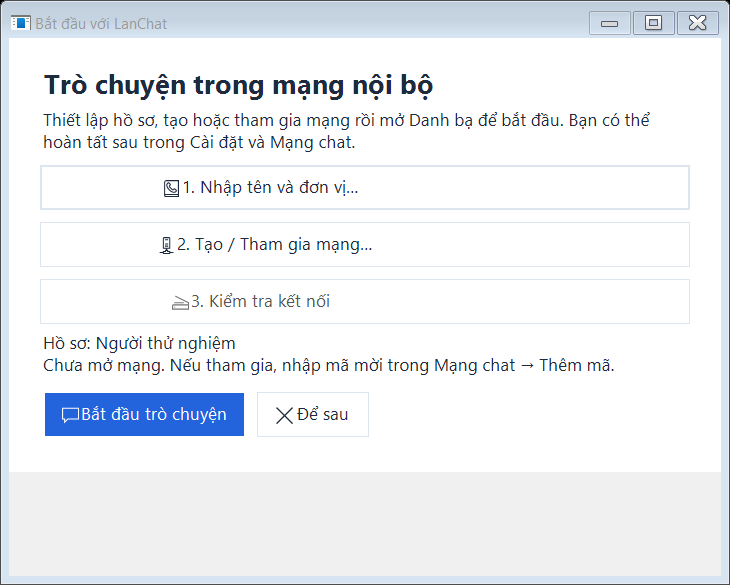 Bắt đầu với LanChat
Trò chuyện trong mạng nội bộ
Thiết lập hồ sơ, tạo hoặc tham gia mạng rồi mở Danh bạ để bắt đầu. Bạn có thể
hoàn tất sau trong Cài đặt và Mạng chat.
1. Nhập tên và đơn vị...
2. Tạo / Tham gia mạng...
3. Kiểm tra kết nối
Hồ sơ: Người thử nghiệm
Chưa mở mạng. Nếu tham gia, nhập mã mời trong Mạng chat → Thêm mã.
Bắt đầu trò chuyện
Để sau